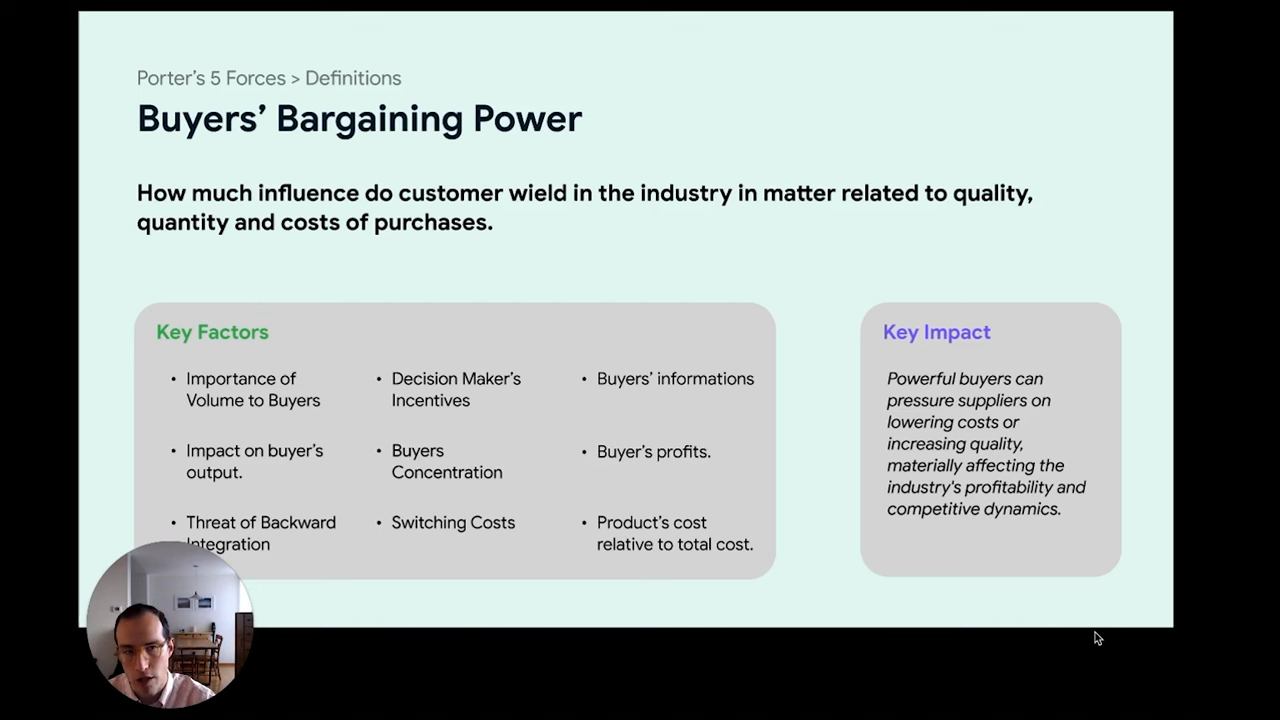 Porter's 5 Forces > Definitions
Buyers’ Bargaining Power
How much influence do customer wield in the industry in matter related to quality,
quantity and costs of purchases.
Key Factors
• Importance of
Volume to Buyers
• Impact on buyer's
output.
• Threat of Backward
Integration
• Decision Maker's
Incentives
• Buyers
Concentration
• Switching Costs
• Buyers’ informations
• Buyer's profits.
• Product's cost
relative to total cost.
Key Impact
Powerful buyers can
pressure suppliers on
lowering costs or
increasing quality,
materially affecting the
industry's profitability and
competitive dynamics.